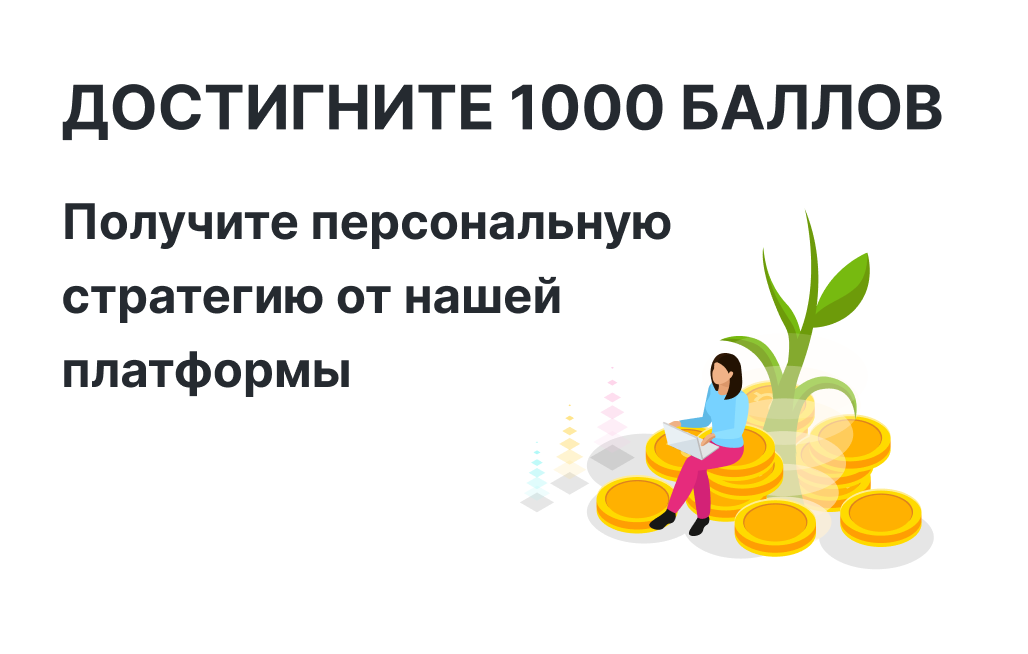 ДОСТИГНИТЕ 1000 БАЛЛОВ
Получите персональную
стратегию от нашей
платформы